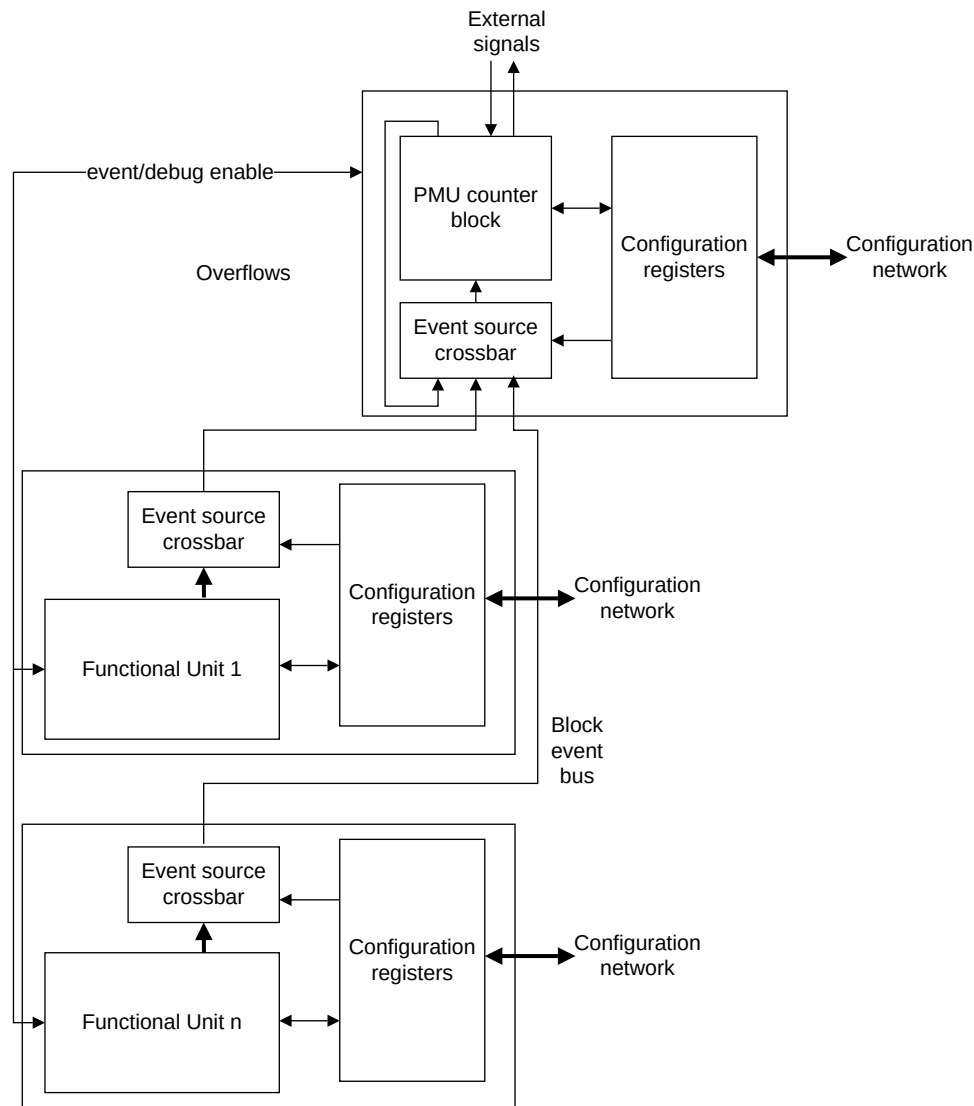 External
signals
event/debug enable
PMU counter
block
Configuration
registers
Configuration
network
Overflows
Event source
crossbar
Event source
crossbar
Configuration
registers
Configuration
network
Functional Unit 1
Block
event
bus
Event source
crossbar
Configuration
registers
Configuration
network
Functional Unit n